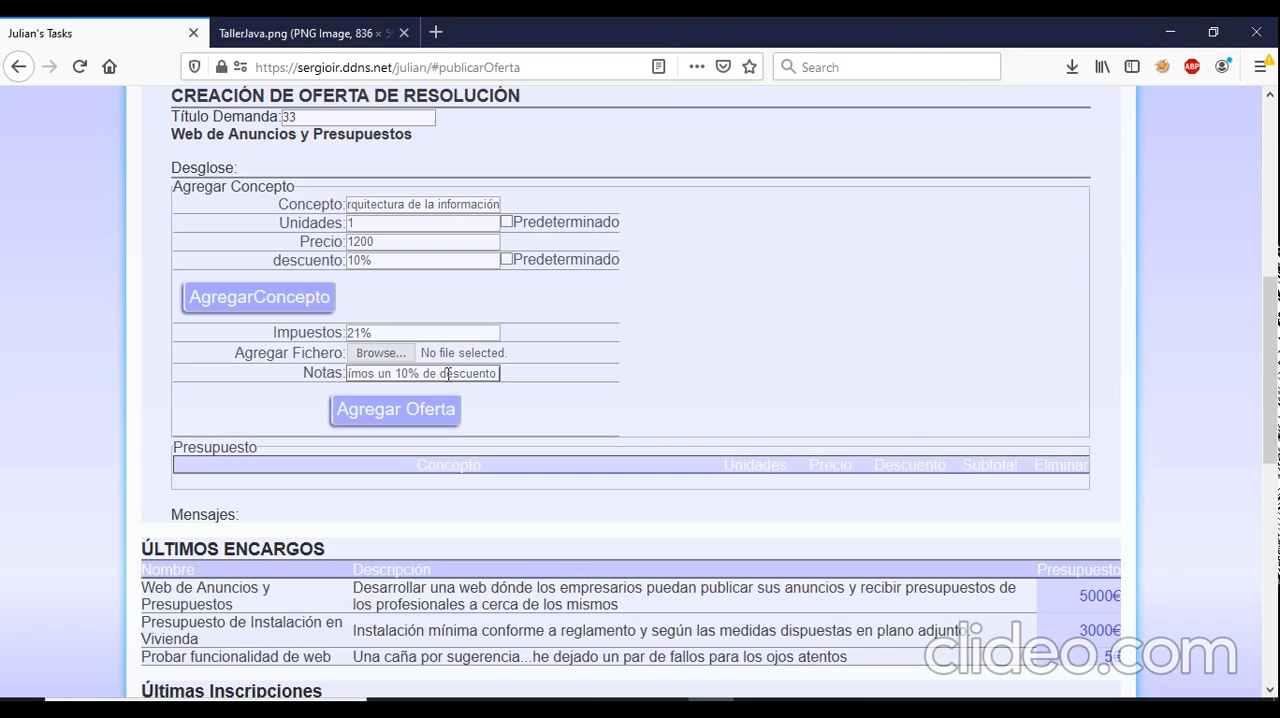 Julian's Tasks
TallerJava.png (PNG Image, 836 × 5
https://sergioir.ddns.net/julian/#publicarOferta
Search
ABP
CREACIÓN DE OFERTA DE RESOLUCIÓN
Título Demanda: 33
Web de Anuncios y Presupuestos
Desglose:
Agregar Concepto
Concepto: rquitectura de la información
Unidades: 1 Predeterminado
Precio: 1200
descuento: 10% Predeterminado
AgregarConcepto
Impuestos: 21%
Agregar Fichero: Browse... No file selected.
Notas: ímos un 10% de descuento
Agregar Oferta
Presupuesto
Concepto Unidades Precio Descuento Subtotal Eliminar
Mensajes:
ÚLTIMOS ENCARGOS
Nombre Descripción Presupuesto
Web de Anuncios y Presupuestos Desarrollar una web dónde los empresarios puedan publicar sus anuncios y recibir presupuestos de los profesionales a cerca de los mismos 5000€
Presupuesto de Instalación en Vivienda Instalación mínima conforme a reglamento y según las medidas dispuestas en plano adjunto 3000€
Probar funcionalidad de web Una caña por sugerencia...he dejado un par de fallos para los ojos atentos 5€
Últimas Inscripciones
clideo.com